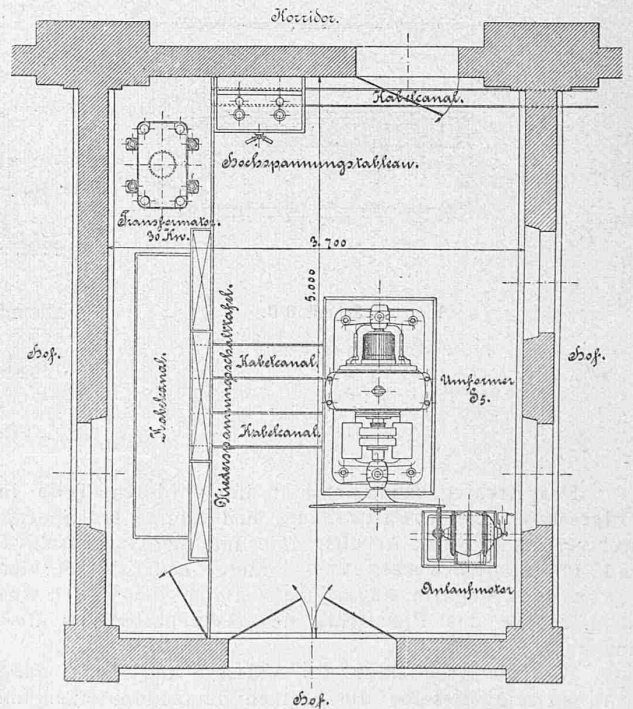 Korridor.
Kabelcanal.
Hochspannungstableau.
Transformator.
30 Kw.
3.700
5.000
Hof.
Hof.
Kabelcanal.
Niederspannungsschalttafel.
Kabelcanal.
Kabelcanal.
Umformer
S5.
Anlaufmotor
Hof.